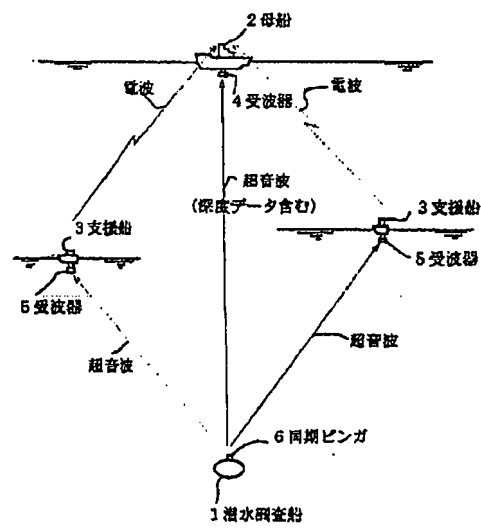 2母船
電波
4受波器
電波
超音波
(深度データ含む)
3支援船
3支援船
5受波器
5受波器
超音波
超音波
6同期ピンガ
1潜水調査船